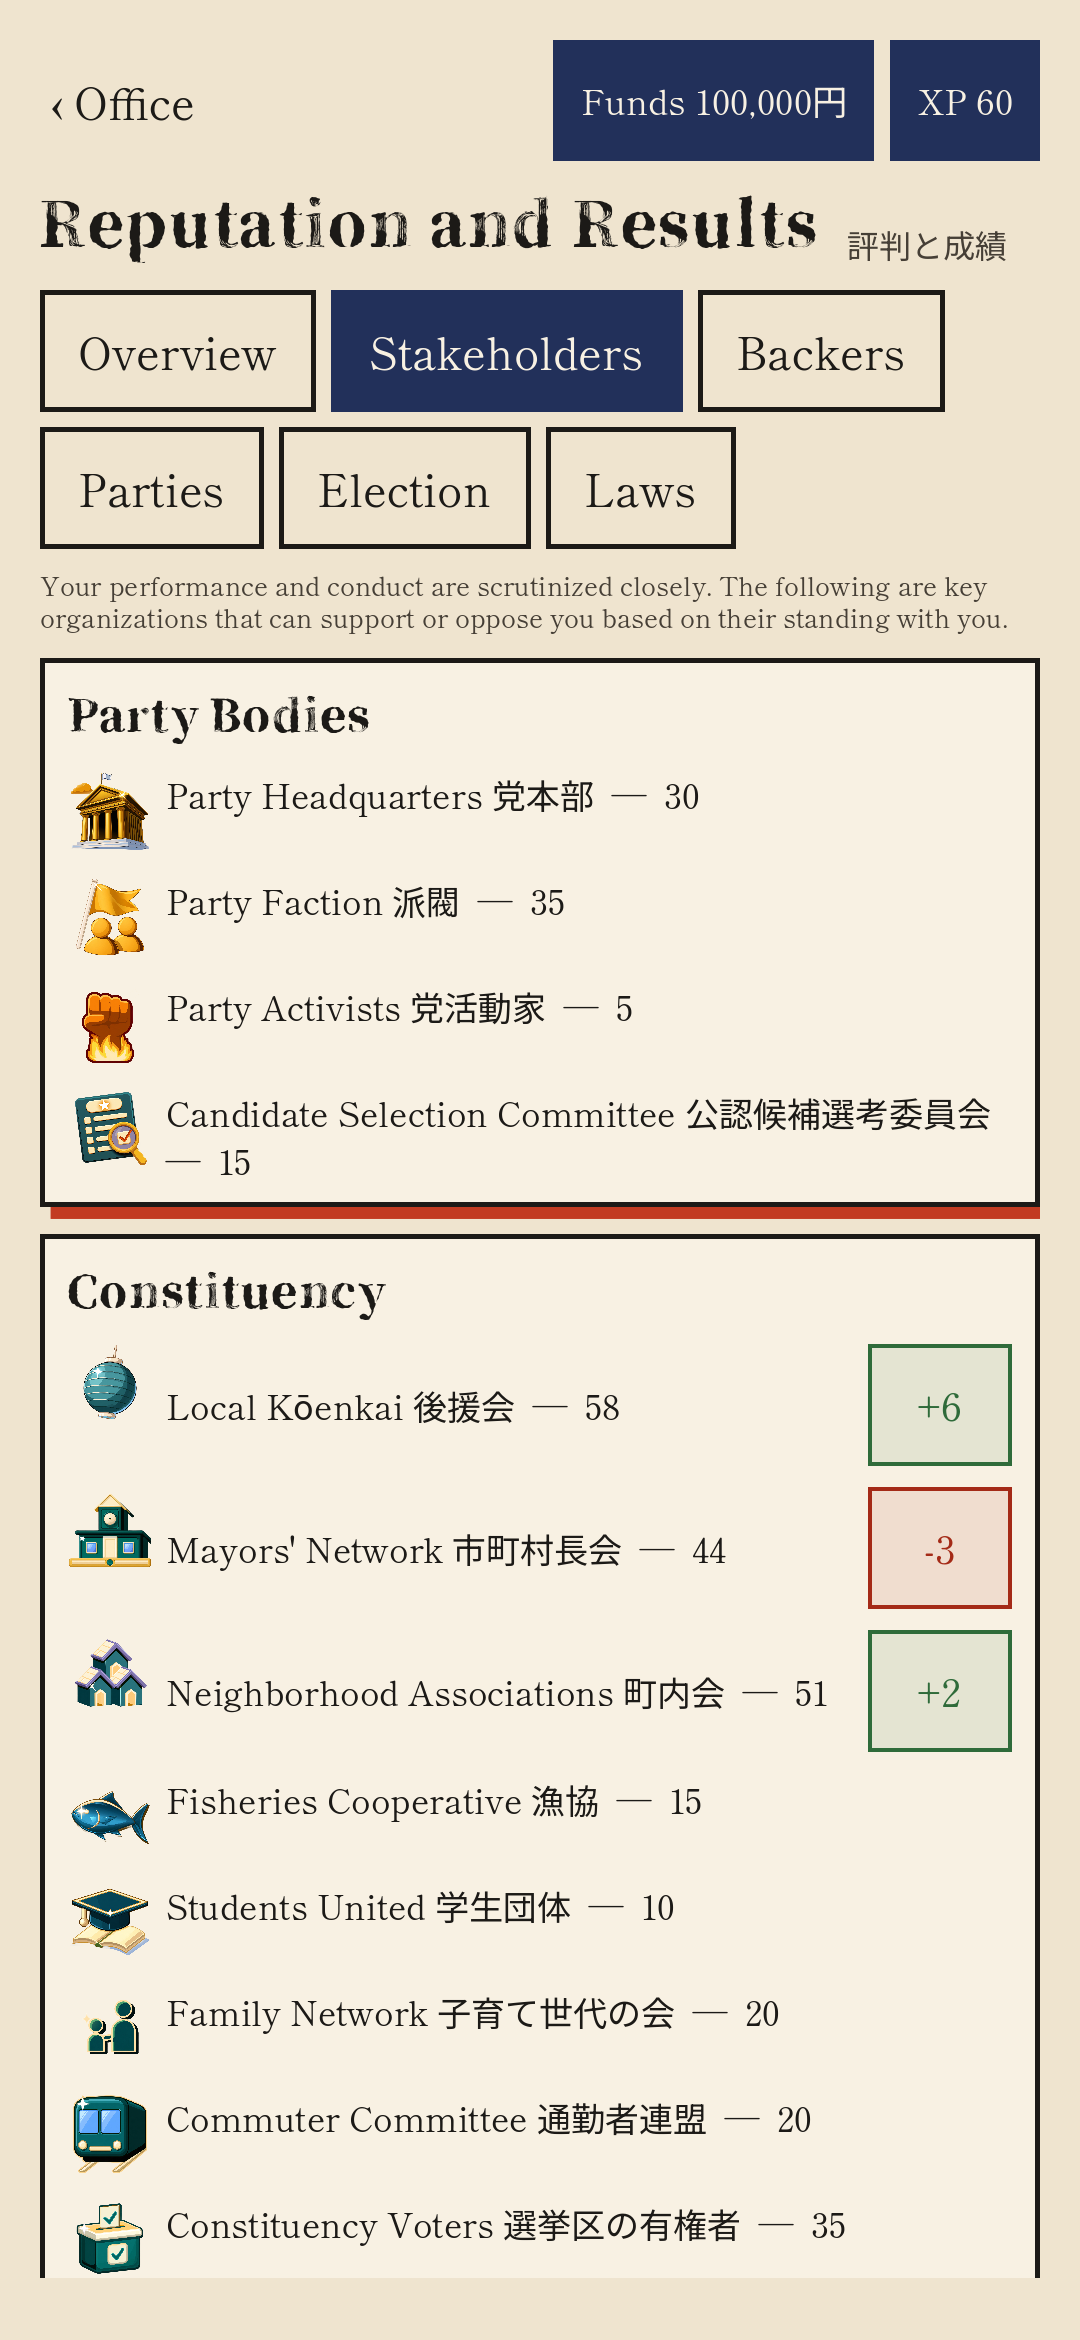 ‹ Office
Funds 100,000円
XP 60
Reputation and Results 評判と成績
Overview
Stakeholders
Backers
Parties
Election
Laws
Your performance and conduct are scrutinized closely. The following are key
organizations that can support or oppose you based on their standing with you.
Party Bodies
Party Headquarters 党本部 — 30
Party Faction 派閥 — 35
Party Activists 党活動家 — 5
Candidate Selection Committee 公認候補選考委員会
— 15
Constituency
Local Kōenkai 後援会 — 58
+6
Mayors' Network 市町村長会 — 44
-3
Neighborhood Associations 町内会 — 51
+2
Fisheries Cooperative 漁協 — 15
Students United 学生団体 — 10
Family Network 子育て世代の会 — 20
Commuter Committee 通勤者連盟 — 20
Constituency Voters 選挙区の有権者 — 35